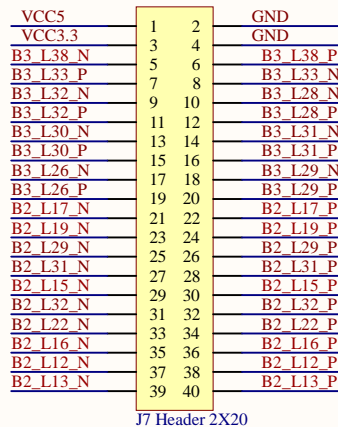 VCC5 1 2 GND
VCC3.3 3 4 GND
B3_L38_N 5 6 B3_L38_P
B3_L33_P 7 8 B3_L33_N
B3_L32_N 9 10 B3_L28_N
B3_L32_P 11 12 B3_L28_P
B3_L30_N 13 14 B3_L31_N
B3_L30_P 15 16 B3_L31_P
B3_L26_N 17 18 B3_L29_N
B3_L26_P 19 20 B3_L29_P
B2_L17_N 21 22 B2_L17_P
B2_L19_N 23 24 B2_L19_P
B2_L29_N 25 26 B2_L29_P
B2_L31_N 27 28 B2_L31_P
B2_L15_N 29 30 B2_L15_P
B2_L32_N 31 32 B2_L32_P
B2_L22_N 33 34 B2_L22_P
B2_L16_N 35 36 B2_L16_P
B2_L12_N 37 38 B2_L12_P
B2_L13_N 39 40 B2_L13_P
J7 Header 2X20